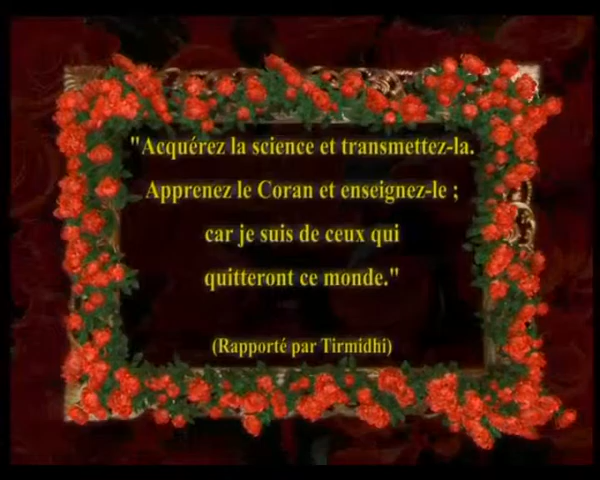 "Acquérez la science et transmettez-la.
Apprenez le Coran et enseignez-le ;
car je suis de ceux qui
quitteront ce monde."
(Rapporté par Tirmidhi)